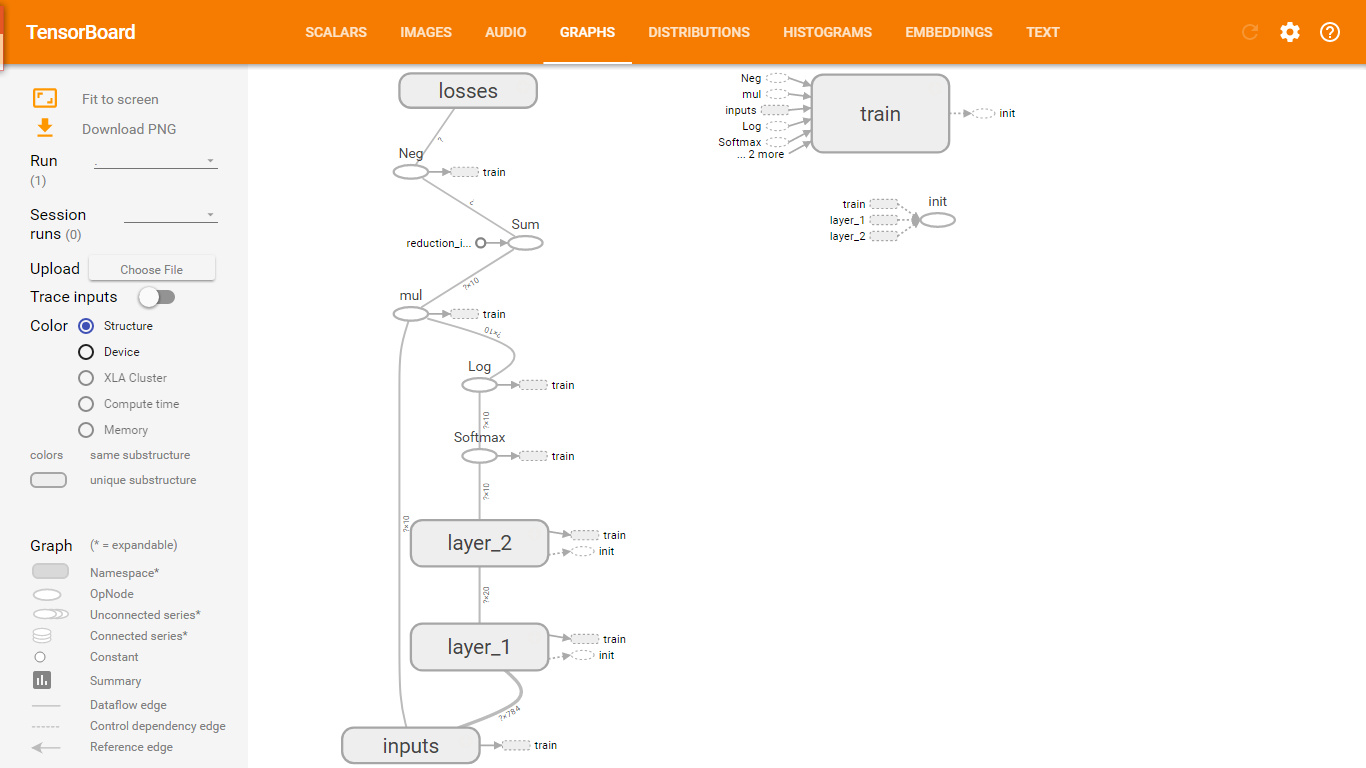 TensorBoard
SCALARS
IMAGES
AUDIO
GRAPHS
DISTRIBUTIONS
HISTOGRAMS
EMBEDDINGS
TEXT
Fit to screen
Download PNG
Run
(1)
.
Session
runs (0)
Upload
Choose File
Trace inputs
Color
Structure
Device
XLA Cluster
Compute time
Memory
colors
same substructure
unique substructure
Graph
(* = expandable)
Namespace*
OpNode
Unconnected series*
Connected series*
Constant
Summary
Dataflow edge
Control dependency edge
Reference edge
losses
?
Neg
train
?
Sum
reduction_i...
?×10
mul
train
?×10
Log
train
?×10
Softmax
train
?×10
?×10
layer_2
train
init
?×20
layer_1
train
init
?×784
inputs
train
Neg
mul
inputs
Log
Softmax
... 2 more
train
init
init
train
layer_1
layer_2